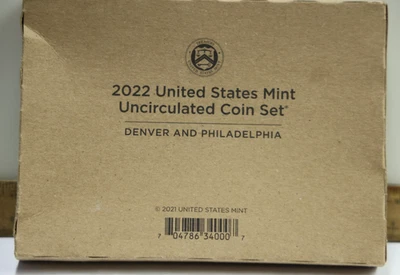 2022 United States Mint
Uncirculated Coin Set®
DENVER AND PHILADELPHIA
© 2021 UNITED STATES MINT
7 04786 34000 7